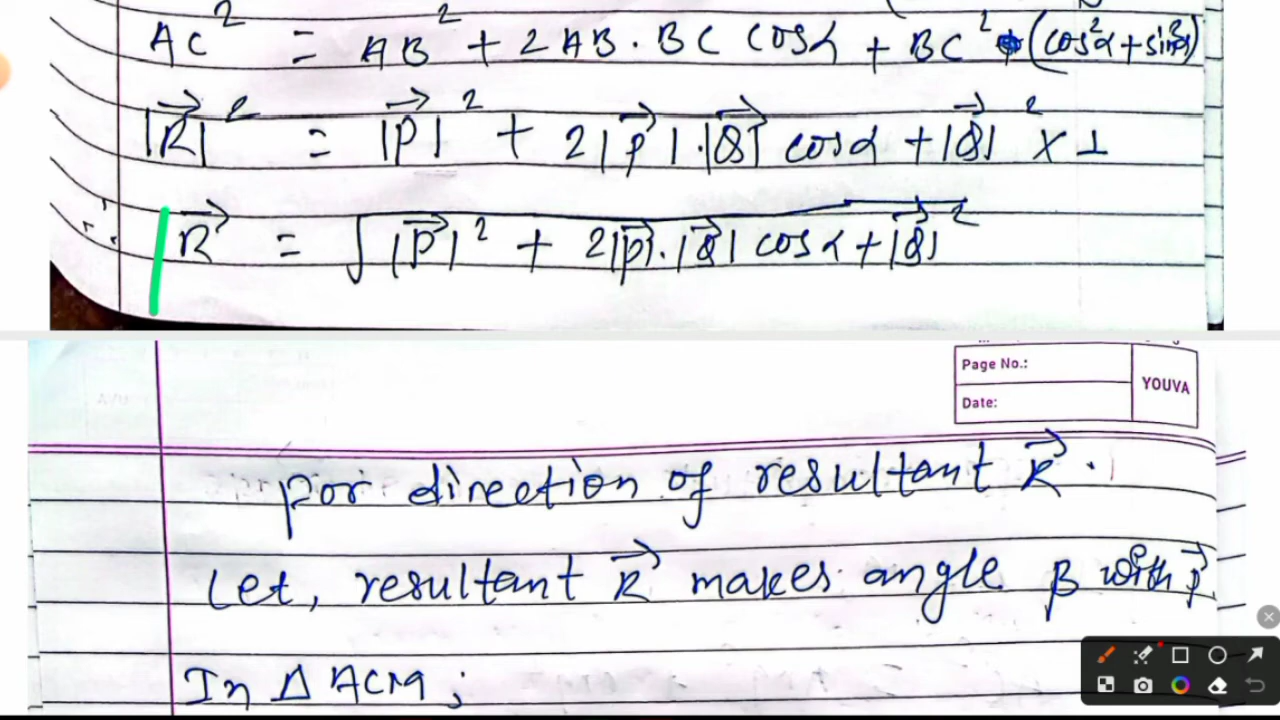 AC² = AB² + 2AB·BC cosα + BC² (cos²α + sin²α)
|R⃗|² = |P⃗|² + 2|P⃗|·|Q⃗| cosα + |Q⃗|² × 1
∴ R⃗ = √|P⃗|² + 2|P⃗|·|Q⃗| cosα + |Q⃗|²
Page No.:
YOUVA
Date:
For direction of resultant R⃗.
Let, resultant R⃗ makes angle β with P⃗
In Δ ACM;